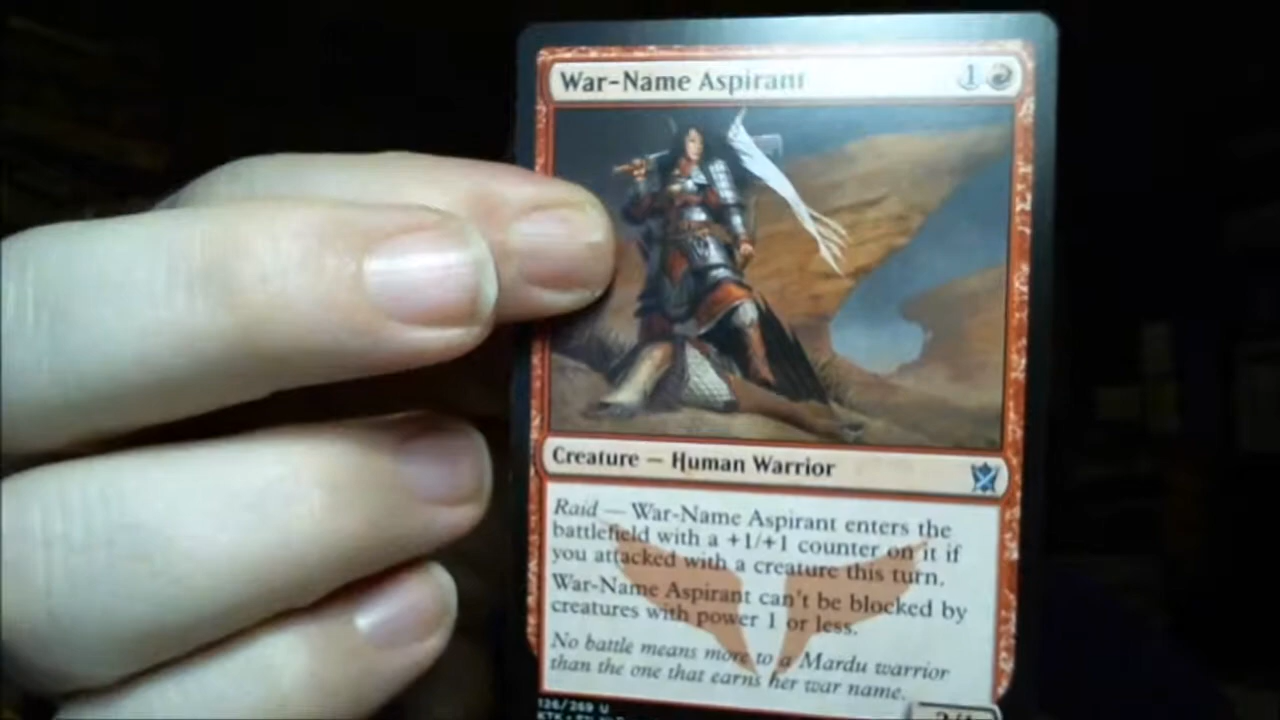 War-Name Aspirant 1
Creature — Human Warrior
Raid — War-Name Aspirant enters the
battlefield with a +1/+1 counter on it if
you attacked with a creature this turn.
War-Name Aspirant can't be blocked by
creatures with power 1 or less.
No battle means more to a Mardu warrior
than the one that earns her war name.
126/269 U